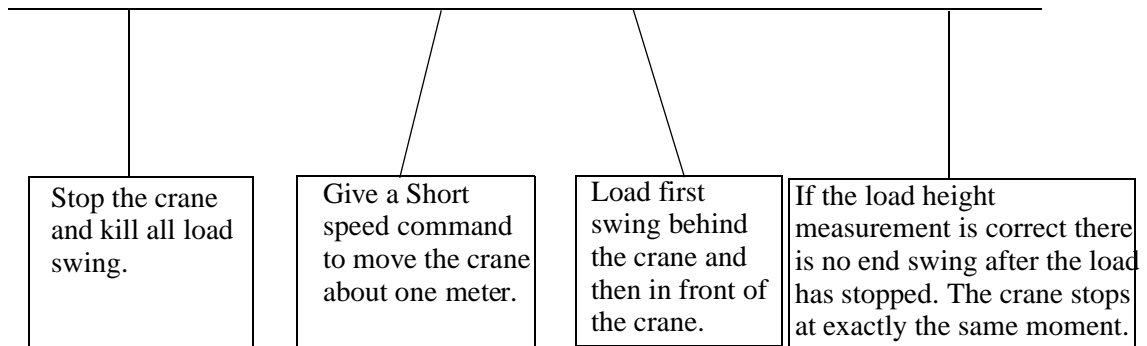 Stop the crane
and kill all load
swing.
Give a Short
speed command
to move the crane
about one meter.
Load first
swing behind
the crane and
then in front of
the crane.
If the load height
measurement is correct there
is no end swing after the load
has stopped. The crane stops
at exactly the same moment.